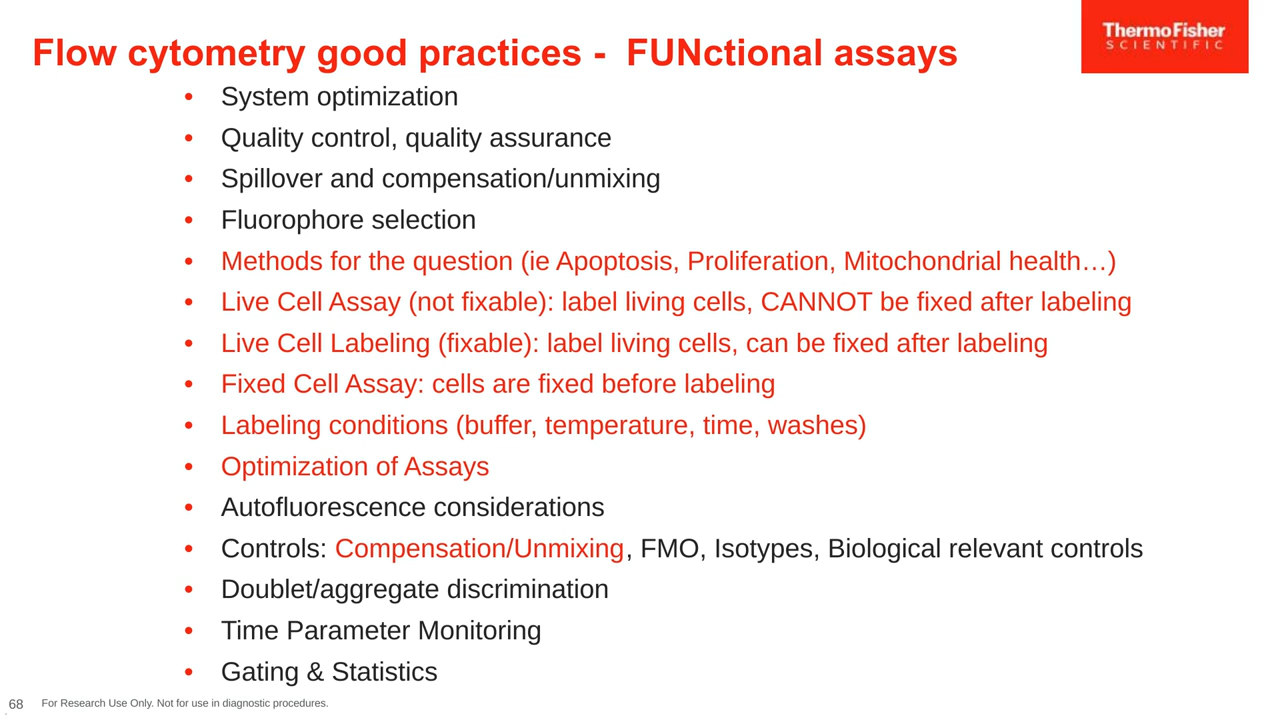 Flow cytometry good practices -  FUNctional assays
ThermoFisher
SCIENTIFIC
• System optimization
• Quality control, quality assurance
• Spillover and compensation/unmixing
• Fluorophore selection
• Methods for the question (ie Apoptosis, Proliferation, Mitochondrial health…)
• Live Cell Assay (not fixable): label living cells, CANNOT be fixed after labeling
• Live Cell Labeling (fixable): label living cells, can be fixed after labeling
• Fixed Cell Assay: cells are fixed before labeling
• Labeling conditions (buffer, temperature, time, washes)
• Optimization of Assays
• Autofluorescence considerations
• Controls: Compensation/Unmixing, FMO, Isotypes, Biological relevant controls
• Doublet/aggregate discrimination
• Time Parameter Monitoring
• Gating & Statistics
68 For Research Use Only. Not for use in diagnostic procedures.